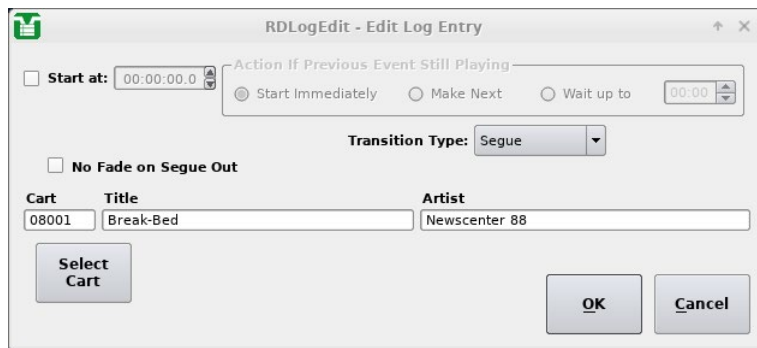 RDLogEdit - Edit Log Entry
Start at: 00:00:00.0
Action If Previous Event Still Playing
Start Immediately Make Next Wait up to 00:00
Transition Type: Segue
No Fade on Segue Out
Cart Title Artist
08001 Break-Bed Newscenter 88
Select
Cart
OK Cancel